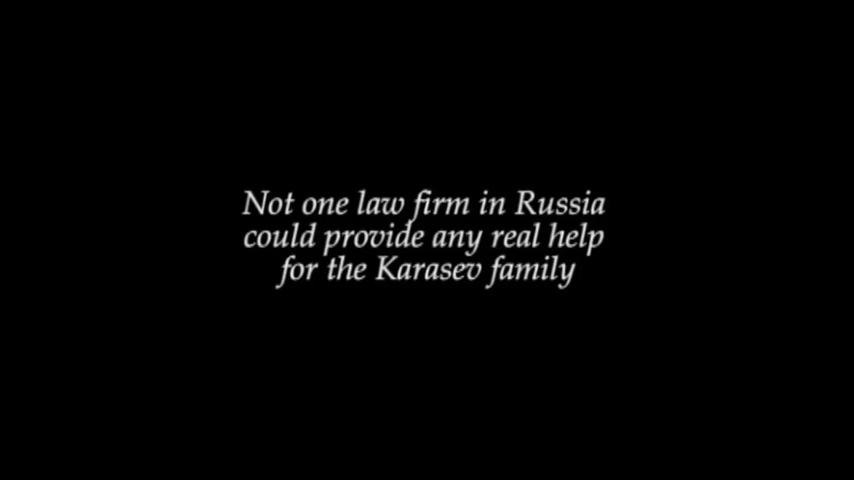 Not one law firm in Russia
could provide any real help
for the Karasev family